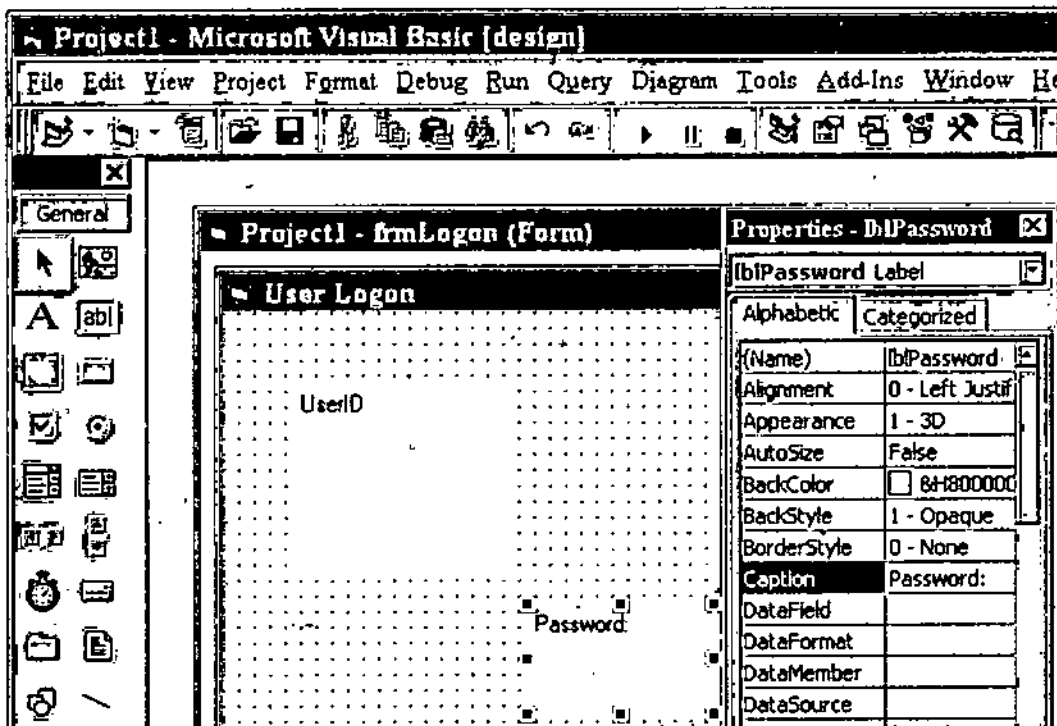 Project1 - Microsoft Visual Basic [design]
File Edit View Project Format Debug Run Query Diagram Tools Add-Ins Window He
General
Project1 - frmLogon (Form)
User Logon
UserID
Password:
Properties - lblPassword
lblPassword Label
Alphabetic Categorized
(Name) lblPassword
Alignment 0 - Left Justif
Appearance 1 - 3D
AutoSize False
BackColor &H800000
BackStyle 1 - Opaque
BorderStyle 0 - None
Caption Password:
DataField
DataFormat
DataMember
DataSource